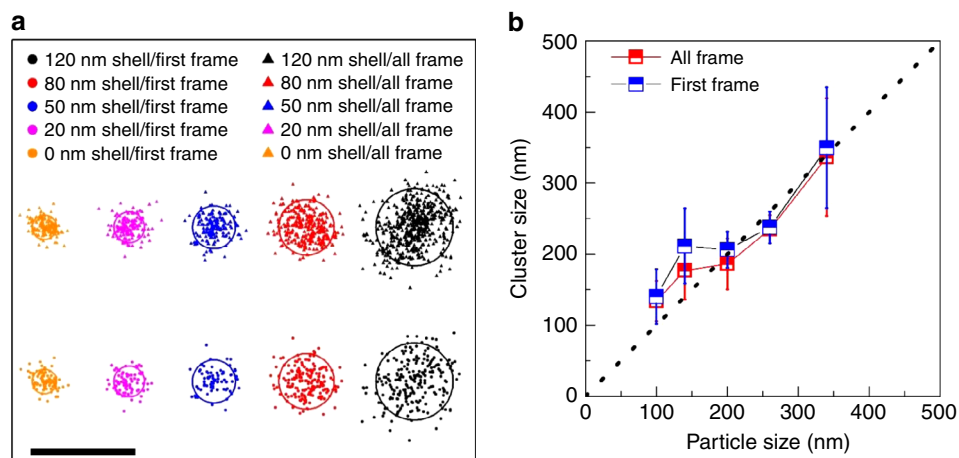 a
120 nm shell/first frame
80 nm shell/first frame
50 nm shell/first frame
20 nm shell/first frame
0 nm shell/first frame
120 nm shell/all frame
80 nm shell/all frame
50 nm shell/all frame
20 nm shell/all frame
0 nm shell/all frame
b
All frame
First frame
Cluster size (nm)
500
400
300
200
100
0
0
100
200
300
400
500
Particle size (nm)